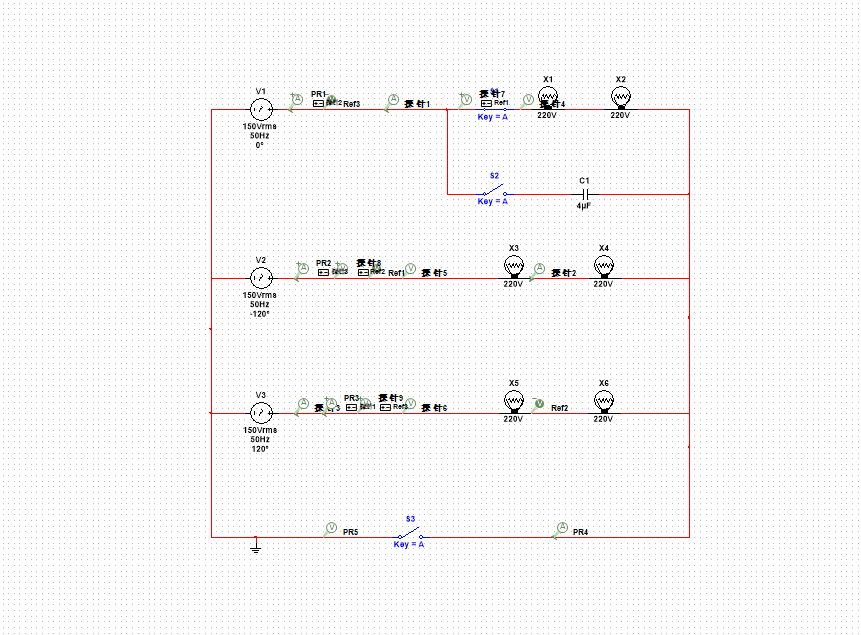 X1
X2
V1
PR1
Ref3
探针1
探针7
Ref1
探针4
150Vrms
50Hz
0°
Key = A
220V
220V
S2
Key = A
C1
4µF
V2
PR2
探针8
Ref2
Ref1
探针5
X3
探针2
X4
150Vrms
50Hz
-120°
220V
220V
V3
PR3
探针9
探针6
X5
Ref2
X6
150Vrms
50Hz
120°
220V
220V
PR5
S3
Key = A
PR4